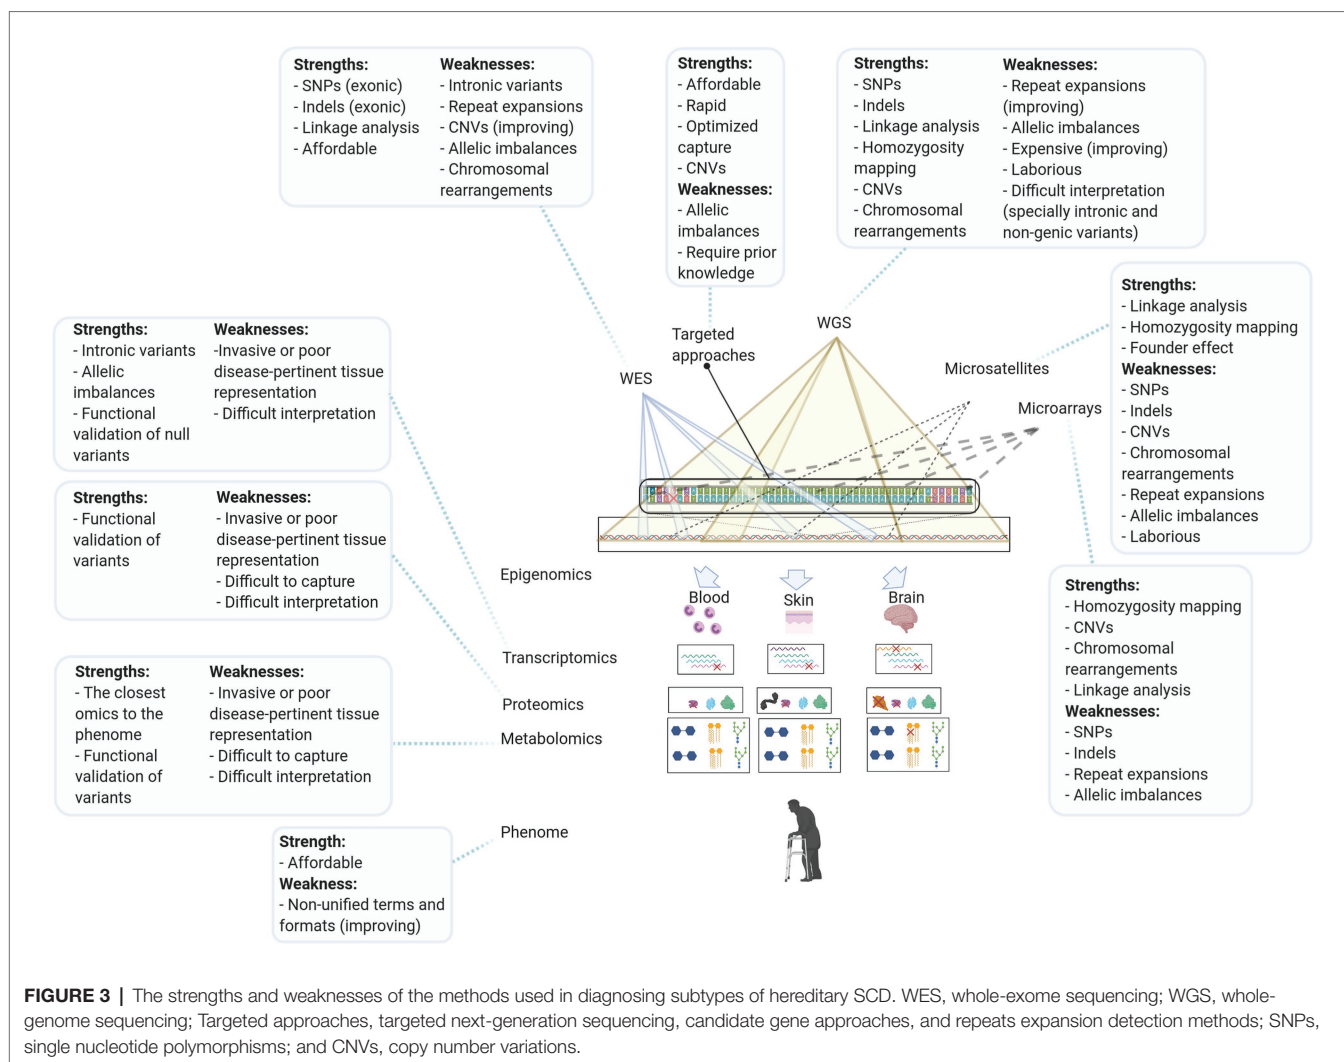 Strengths:
- SNPs (exonic)
- Indels (exonic)
- Linkage analysis
- Affordable
Weaknesses:
- Intronic variants
- Repeat expansions
- CNVs (improving)
- Allelic imbalances
- Chromosomal
rearrangements
Strengths:
- Affordable
- Rapid
- Optimized
capture
- CNVs
Weaknesses:
- Allelic
imbalances
- Require prior
knowledge
Strengths:
- SNPs
- Indels
- Linkage analysis
- Homozygosity
mapping
- CNVs
- Chromosomal
rearrangements
Weaknesses:
- Repeat expansions
(improving)
- Allelic imbalances
- Expensive (improving)
- Laborious
- Difficult interpretation
(specially intronic and
non-genic variants)
Strengths:
- Linkage analysis
- Homozygosity mapping
- Founder effect
Weaknesses:
- SNPs
- Indels
- CNVs
- Chromosomal
rearrangements
- Repeat expansions
- Allelic imbalances
- Laborious
Strengths:
- Intronic variants
- Allelic
imbalances
- Functional
validation of null
variants
Weaknesses:
-Invasive or poor
disease-pertinent tissue
representation
- Difficult interpretation
WES
Targeted
approaches
WGS
Microsatellites
Microarrays
Strengths:
- Functional
validation of
variants
Weaknesses:
- Invasive or poor
disease-pertinent tissue
representation
- Difficult to capture
- Difficult interpretation
Epigenomics
Blood
Skin
Brain
Transcriptomics
Proteomics
Metabolomics
Strengths:
- Homozygosity mapping
- CNVs
- Chromosomal
rearrangements
- Linkage analysis
Weaknesses:
- SNPs
- Indels
- Repeat expansions
- Allelic imbalances
Strengths:
- The closest
omics to the
phenome
- Functional
validation of
variants
Weaknesses:
- Invasive or poor
disease-pertinent tissue
representation
- Difficult to capture
- Difficult interpretation
Phenome
Strength:
- Affordable
Weakness:
- Non-unified terms and
formats (improving)
FIGURE 3 | The strengths and weaknesses of the methods used in diagnosing subtypes of hereditary SCD. WES, whole-exome sequencing; WGS, whole-
genome sequencing; Targeted approaches, targeted next-generation sequencing, candidate gene approaches, and repeats expansion detection methods; SNPs,
single nucleotide polymorphisms; and CNVs, copy number variations.